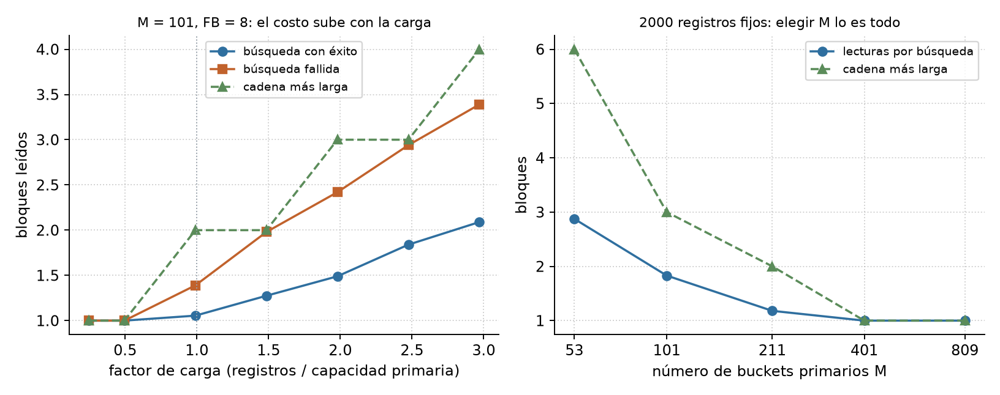 M = 101, FB = 8: el costo sube con la carga
búsqueda con éxito
búsqueda fallida
cadena más larga
4.0
3.5
3.0
2.5
2.0
1.5
1.0
bloques leídos
0.5
1.0
1.5
2.0
2.5
3.0
factor de carga (registros / capacidad primaria)
2000 registros fijos: elegir M lo es todo
lecturas por búsqueda
cadena más larga
6
5
4
3
2
1
bloques
53
101
211
401
809
número de buckets primarios M